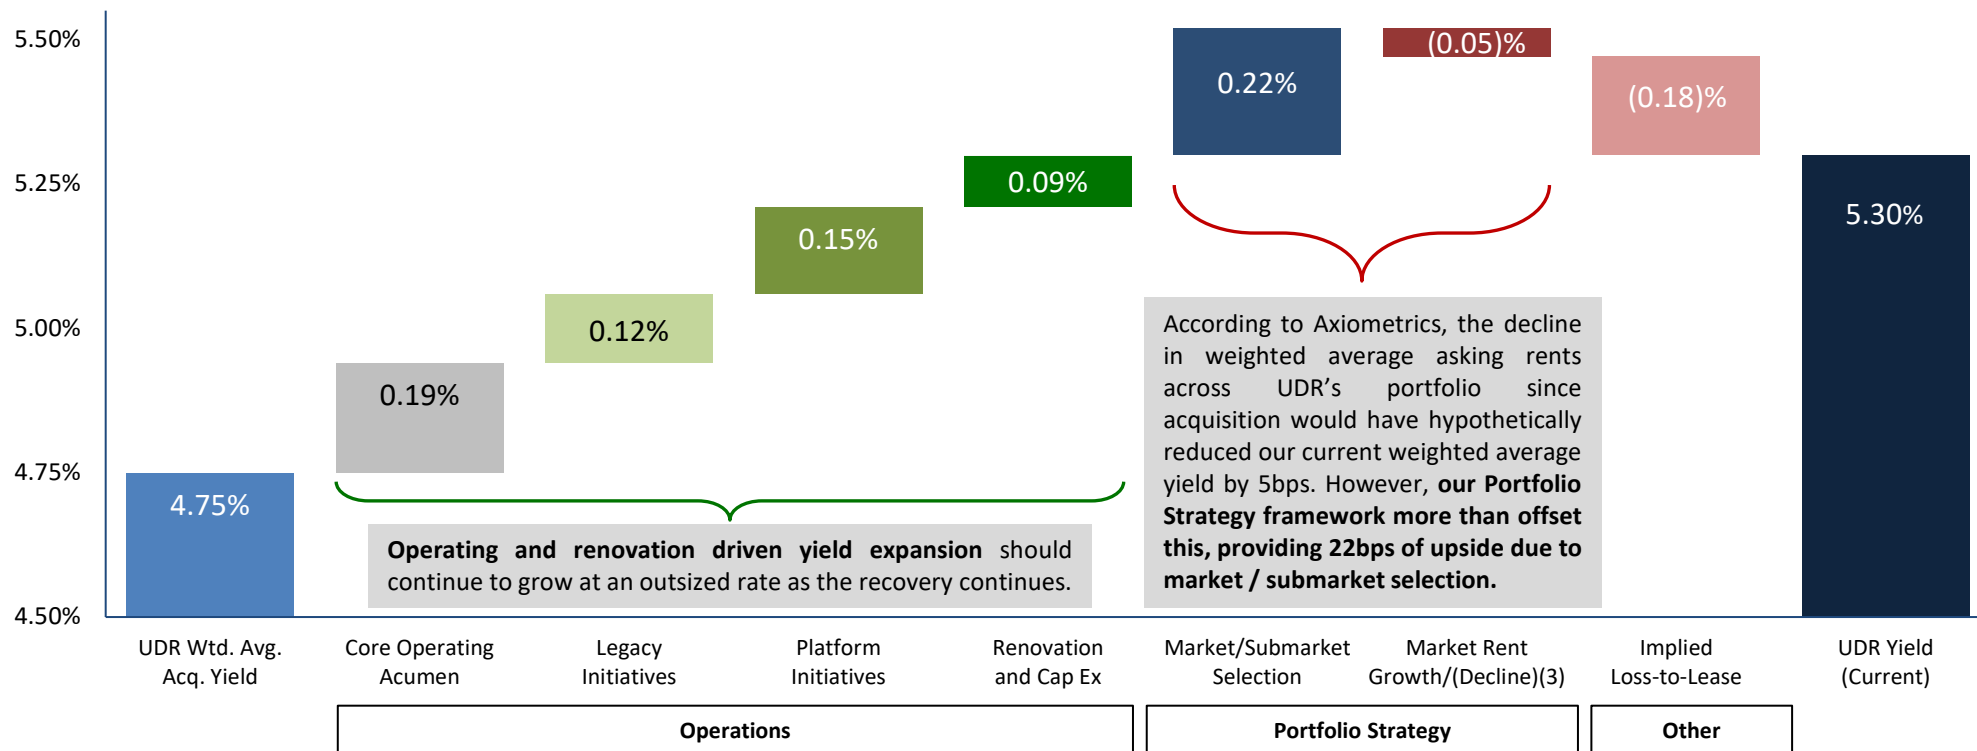 5.50%
5.25%
5.00%
4.75%
4.50%
4.75%
0.19%
0.12%
0.15%
0.09%
0.22%
(0.05)%
(0.18)%
5.30%
Operating and renovation driven yield expansion should
continue to grow at an outsized rate as the recovery continues.
According to Axiometrics, the decline
in weighted average asking rents
across UDR’s portfolio since
acquisition would have hypothetically
reduced our current weighted average
yield by 5bps. However, our Portfolio
Strategy framework more than offset
this, providing 22bps of upside due to
market / submarket selection.
UDR Wtd. Avg.
Acq. Yield
Core Operating
Acumen
Legacy
Initiatives
Platform
Initiatives
Renovation
and Cap Ex
Market/Submarket
Selection
Market Rent
Growth/(Decline)(3)
Implied
Loss-to-Lease
UDR Yield
(Current)
Operations
Portfolio Strategy
Other